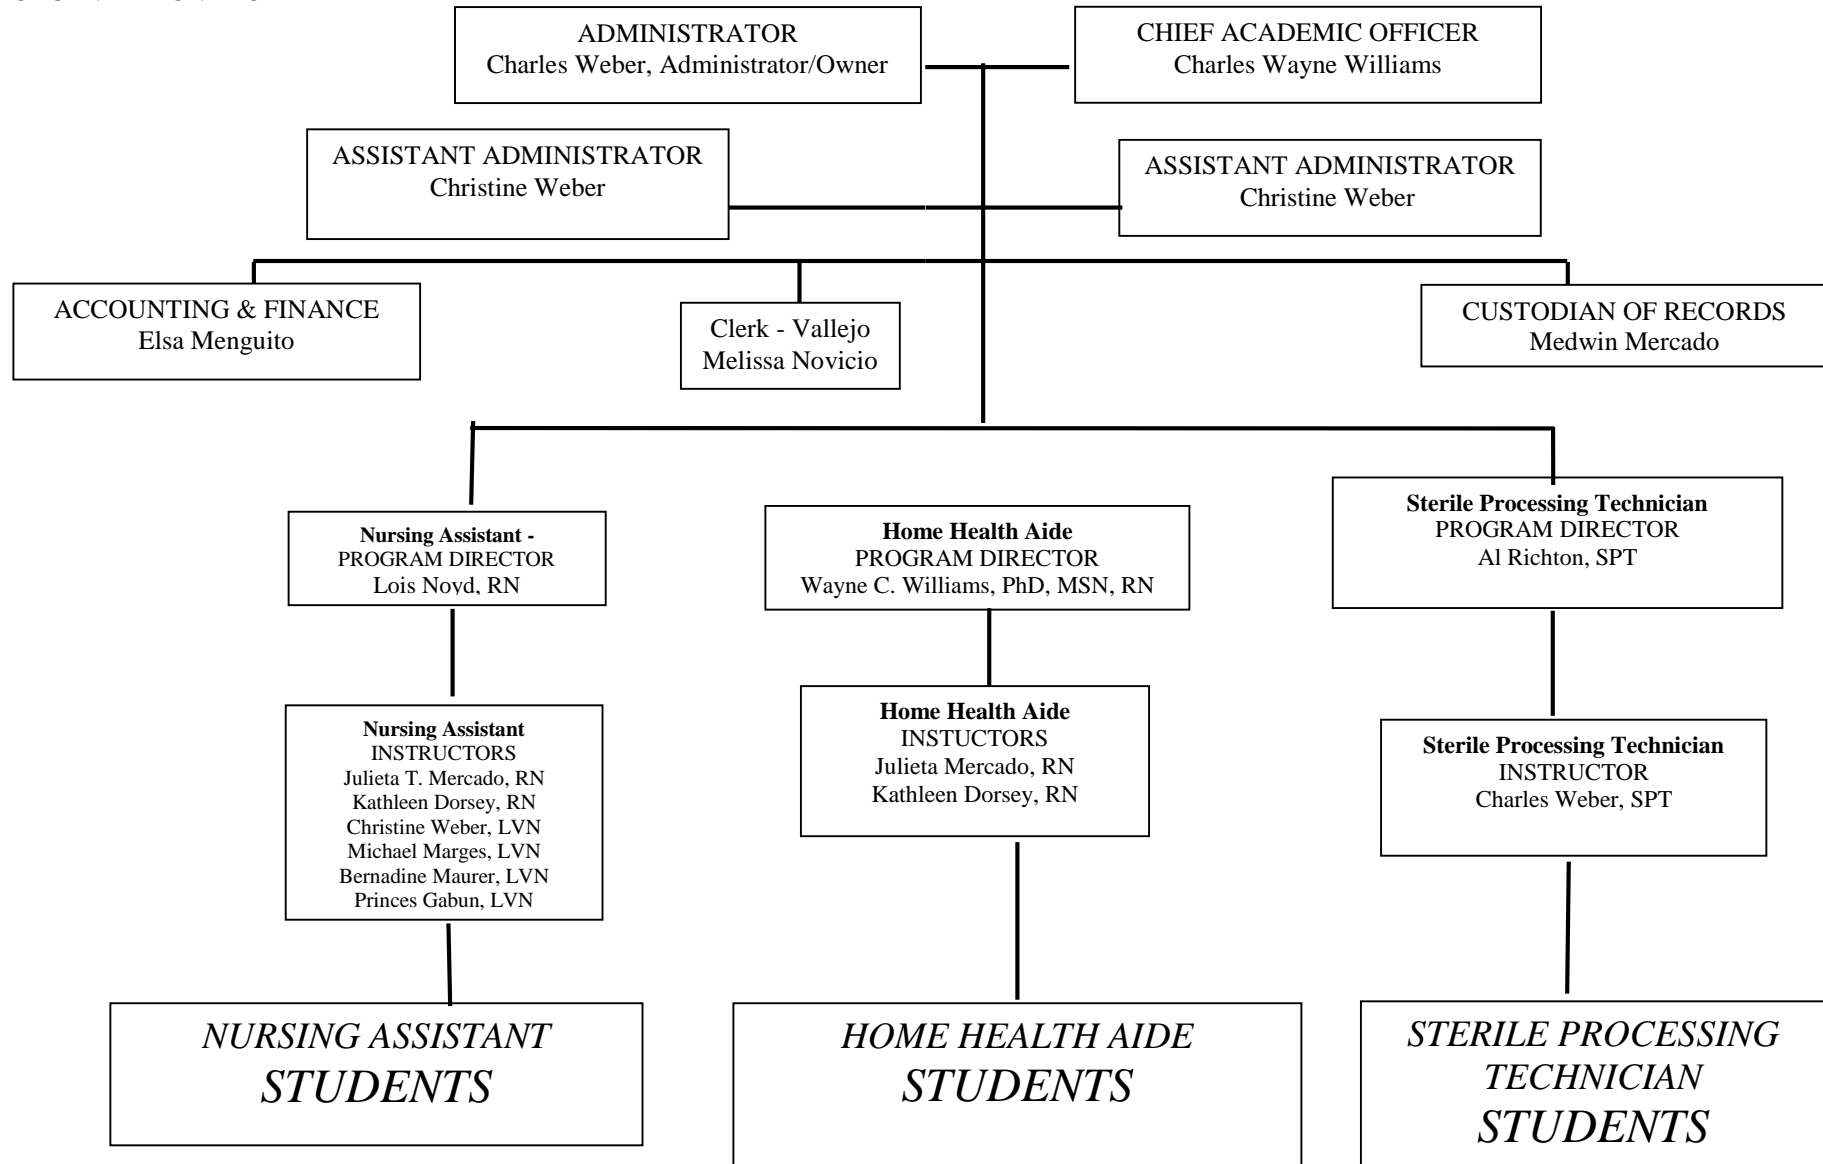 ADMINISTRATOR
Charles Weber, Administrator/Owner
CHIEF ACADEMIC OFFICER
Charles Wayne Williams
ASSISTANT ADMINISTRATOR
Christine Weber
ASSISTANT ADMINISTRATOR
Christine Weber
ACCOUNTING & FINANCE
Elsa Menguito
Clerk - Vallejo
Melissa Novicio
CUSTODIAN OF RECORDS
Medwin Mercado
Nursing Assistant -
PROGRAM DIRECTOR
Lois Noyd, RN
Home Health Aide
PROGRAM DIRECTOR
Wayne C. Williams, PhD, MSN, RN
Sterile Processing Technician
PROGRAM DIRECTOR
Al Richton, SPT
Nursing Assistant
INSTRUCTORS
Julieta T. Mercado, RN
Kathleen Dorsey, RN
Christine Weber, LVN
Michael Marges, LVN
Bernadine Maurer, LVN
Princes Gabun, LVN
Home Health Aide
INSTUCTORS
Julieta Mercado, RN
Kathleen Dorsey, RN
Sterile Processing Technician
INSTRUCTOR
Charles Weber, SPT
NURSING ASSISTANT
STUDENTS
HOME HEALTH AIDE
STUDENTS
STERILE PROCESSING
TECHNICIAN
STUDENTS